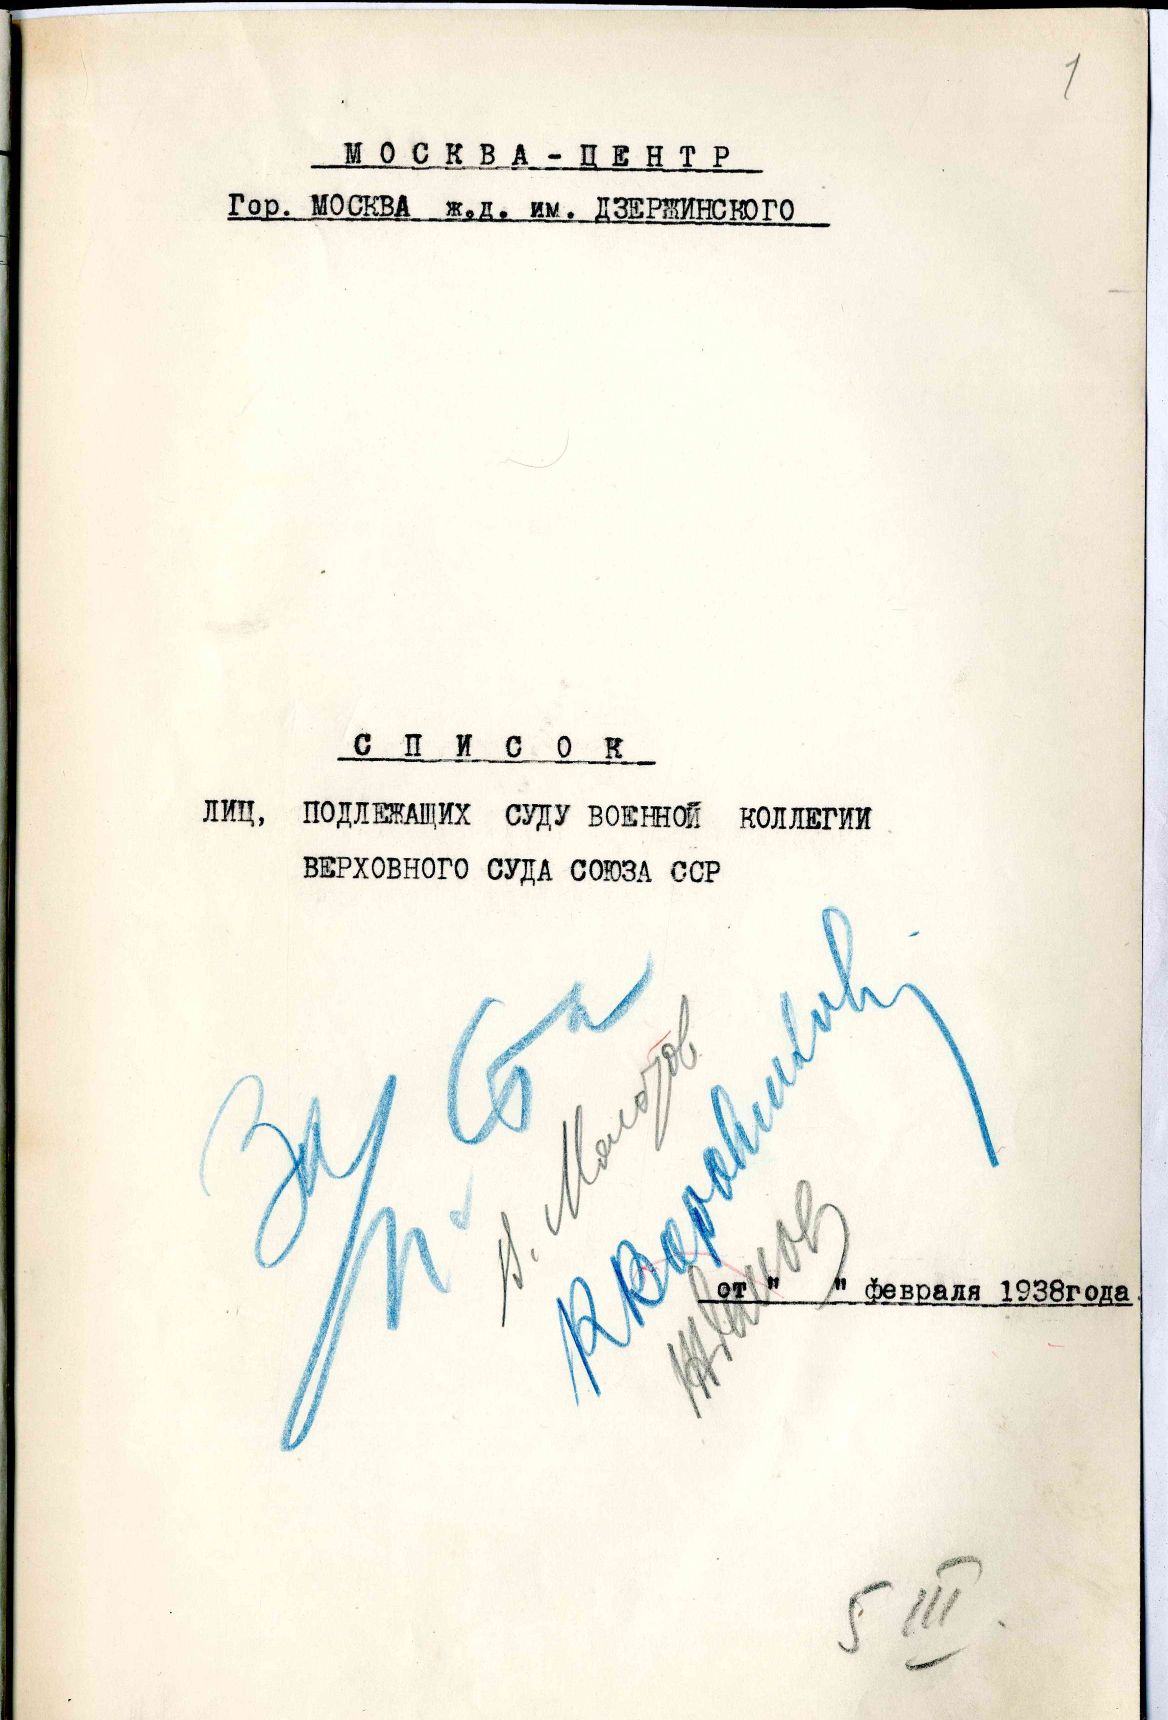 1
МОСКВА-ЦЕНТР
Гор. МОСКВА ж.д. им. ДЗЕРЖИНСКОГО
СПИСОК
ЛИЦ, ПОДЛЕЖАЩИХ СУДУ ВОЕННОЙ КОЛЛЕГИИ
ВЕРХОВНОГО СУДА СОЮЗА ССР
За
И Ст
В. Молотов
К Ворошилов
Жданов
от " " февраля 1938года
5 III.